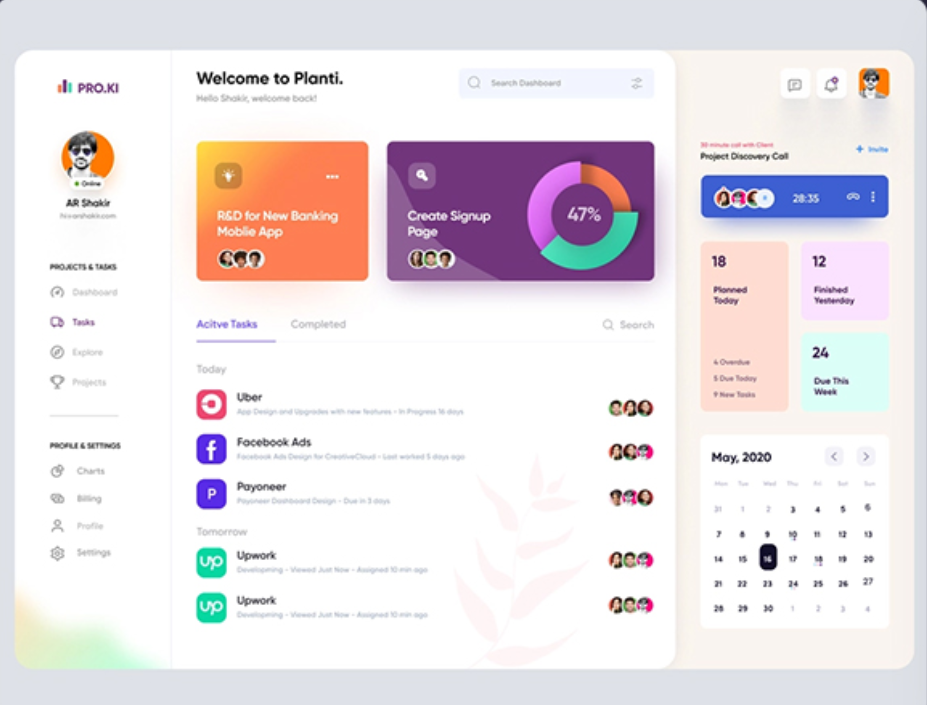 PRO.KI
Online
AR Shakir
PROJECTS & TASKS
Dashboard
Tasks
Explore
Projects
PROFILE & SETTINGS
Charts
Billing
Profile
Settings
Welcome to Planti.
Hello Shakir, welcome back!
Search Dashboard
R&D for New Banking
Moblie App
Create Signup
Page
47%
Acitve Tasks
Completed
Search
Today
Uber
App Design and Upgrades with new features - In Progress 16 days
Facebook Ads
Facebook Ads Design for CreativeCloud - Last worked 5 days ago
Payoneer
Payoneer Dashboard Design - Due in 3 days
Tomorrow
Upwork
Developming - Viewed Just Now - Assigned 10 min ago
Upwork
Developming - Viewed Just Now - Assigned 10 min ago
30 minute call with Client
Project Discovery Call
+ Invite
28:35
18
Planned
Today
4 Overdue
5 Due Today
9 New Tasks
12
Finished
Yesterday
24
Due This
Week
May, 2020
Mon Tue Wed Thu Fri Sat Sun
31 1 2 3 4 5 6
7 8 9 10 11 12 13
14 15 16 17 18 19 20
21 22 23 24 25 26 27
28 29 30 1 2 3 4